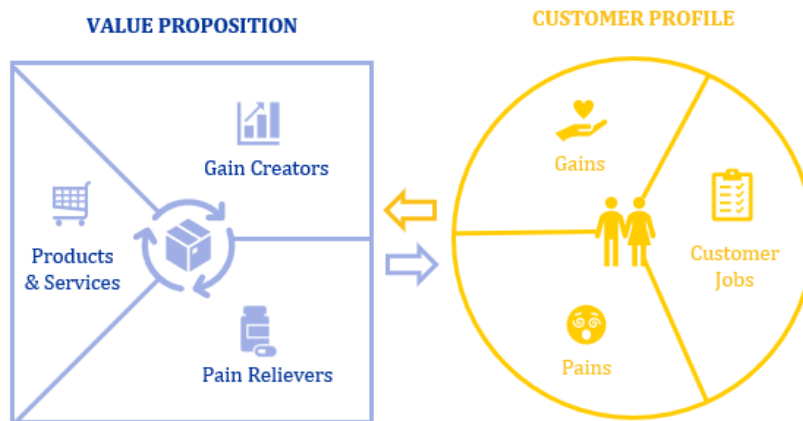 VALUE PROPOSITION
CUSTOMER PROFILE
Gain Creators
Products
& Services
Pain Relievers
Gains
Customer
Jobs
Pains